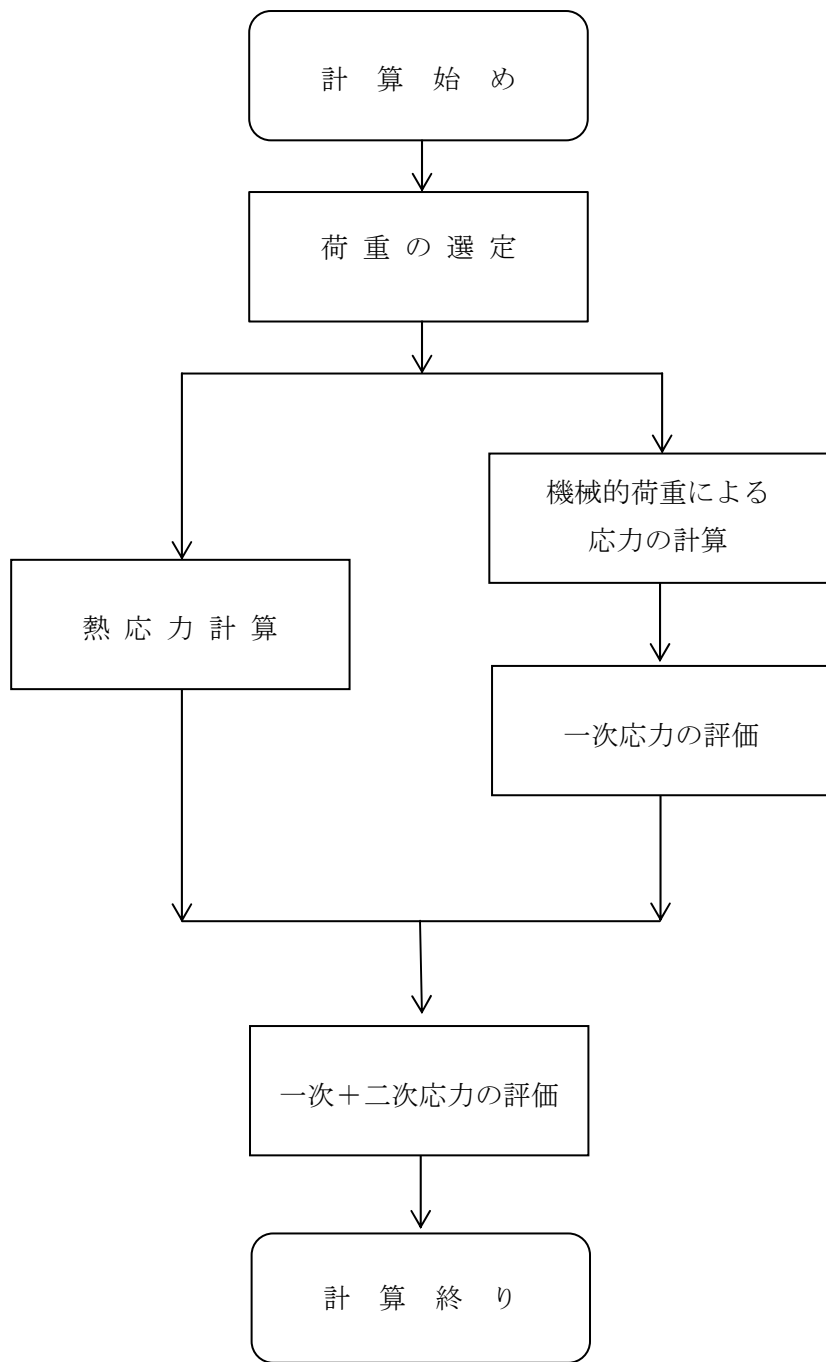 計算始め
荷重の選定
機械的荷重による
応力の計算
熱応力計算
一次応力の評価
一次＋二次応力の評価
計算終り